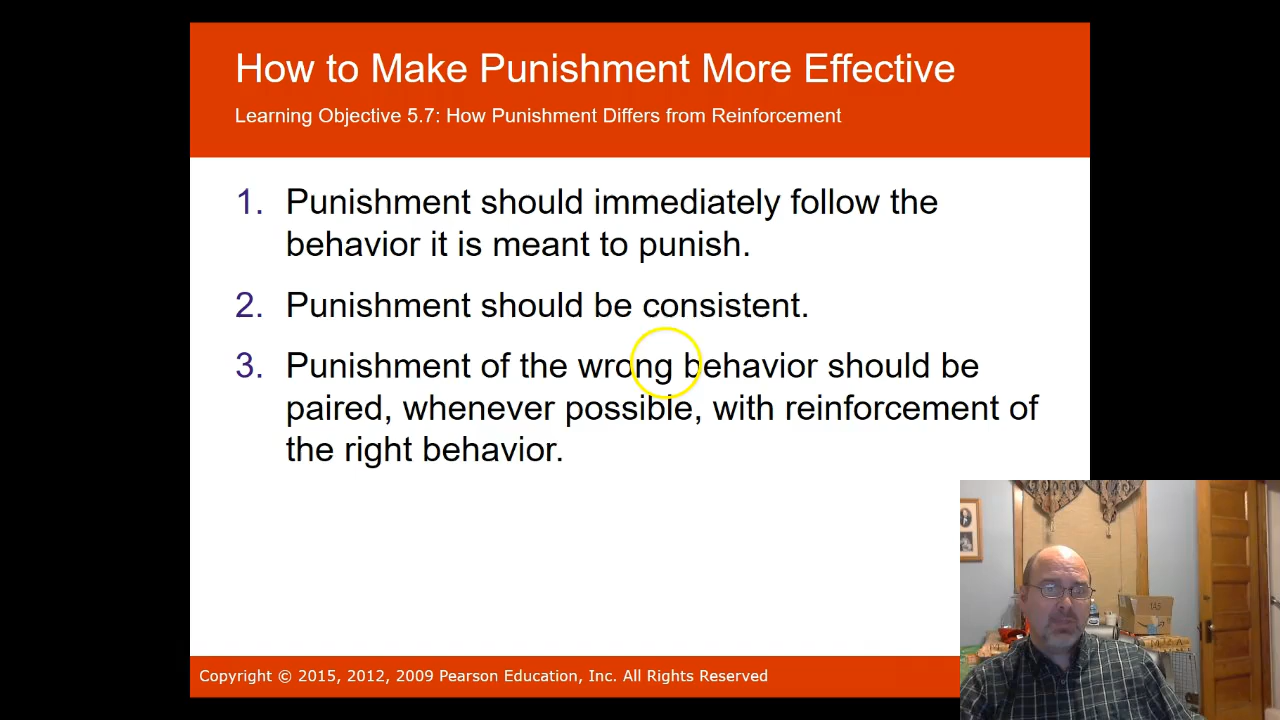 How to Make Punishment More Effective
Learning Objective 5.7: How Punishment Differs from Reinforcement
1. Punishment should immediately follow the
behavior it is meant to punish.
2. Punishment should be consistent.
3. Punishment of the wrong behavior should be
paired, whenever possible, with reinforcement of
the right behavior.
Copyright © 2015, 2012, 2009 Pearson Education, Inc. All Rights Reserved